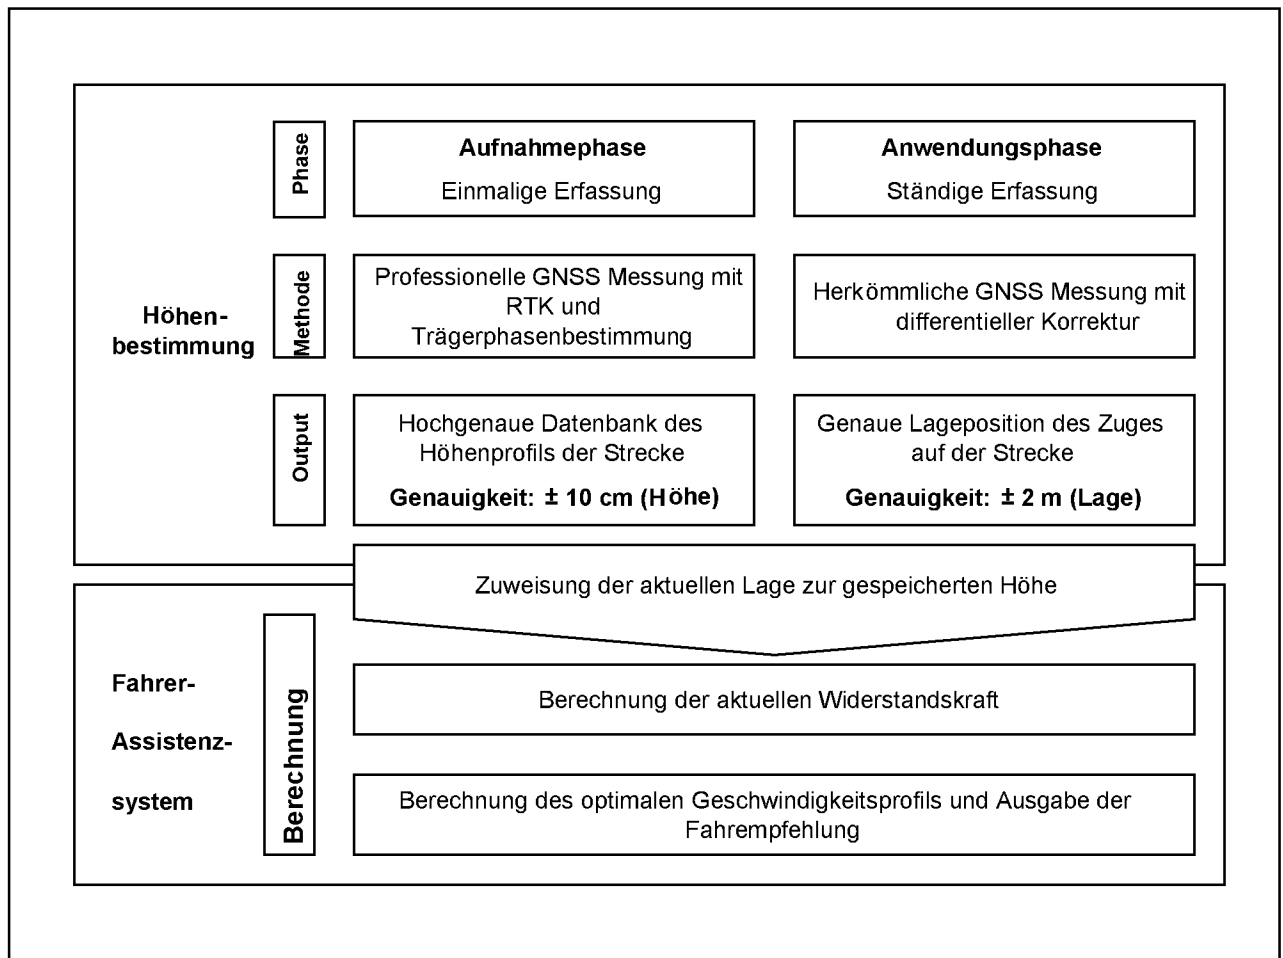 Phase
Aufnahmephase
Einmalige Erfassung
Anwendungsphase
Ständige Erfassung
Höhen-
bestimmung
Methode
Professionelle GNSS Messung mit
RTK und
Trägerphasenbestimmung
Herkömmliche GNSS Messung mit
differentieller Korrektur
Output
Hochgenaue Datenbank des
Höhenprofils der Strecke
Genauigkeit: ± 10 cm (Höhe)
Genaue Lageposition des Zuges
auf der Strecke
Genauigkeit: ± 2 m (Lage)
Zuweisung der aktuellen Lage zur gespeicherten Höhe
Fahrer-
Assistenz-
system
Berechnung
Berechnung der aktuellen Widerstandskraft
Berechnung des optimalen Geschwindigkeitsprofils und Ausgabe der
Fahrempfehlung